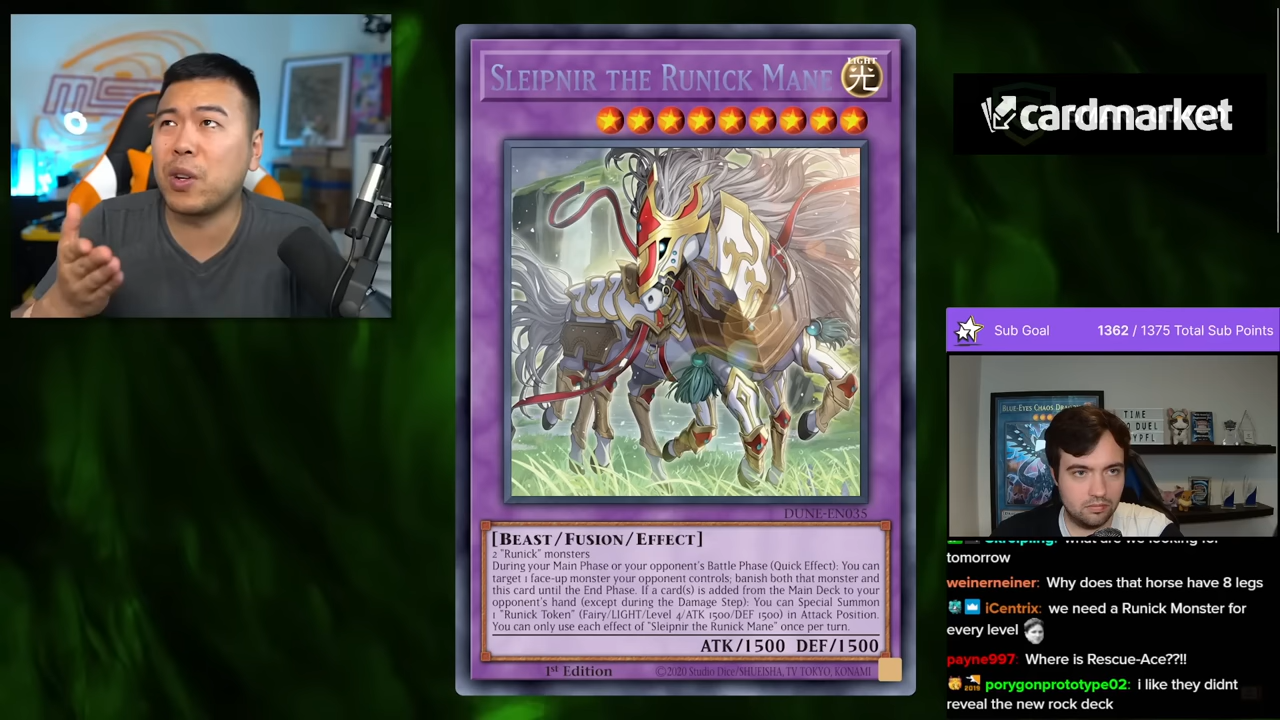 SLEIPNIR THE RUNICK MANE
LIGHT
光
DUNE-EN035
[BEAST/FUSION/EFFECT]
2 "Runick" monsters
During your Main Phase or your opponent's Battle Phase (Quick Effect): You can
target 1 face-up monster your opponent controls; banish both that monster and
this card until the End Phase. If a card(s) is added from the Main Deck to your
opponent's hand (except during the Damage Step): You can Special Summon
1 "Runick Token" (Fairy/LIGHT/Level 4/ATK 1500/DEF 1500) in Attack Position.
You can only use each effect of "Sleipnir the Runick Mane" once per turn.
ATK/1500 DEF/1500
1st Edition
©2020 Studio Dice/SHUEISHA, TV TOKYO, KONAMI
cardmarket
Sub Goal
1362 / 1375 Total Sub Points
BLUE-EYES CHAOS
TIME
DUEL
tomorrow
weinerneiner: Why does that horse have 8 legs
iCentrix: we need a Runick Monster for
every level
payne997: Where is Rescue-Ace??!!
2019
porygonprototype02: i like they didnt
reveal the new rock deck